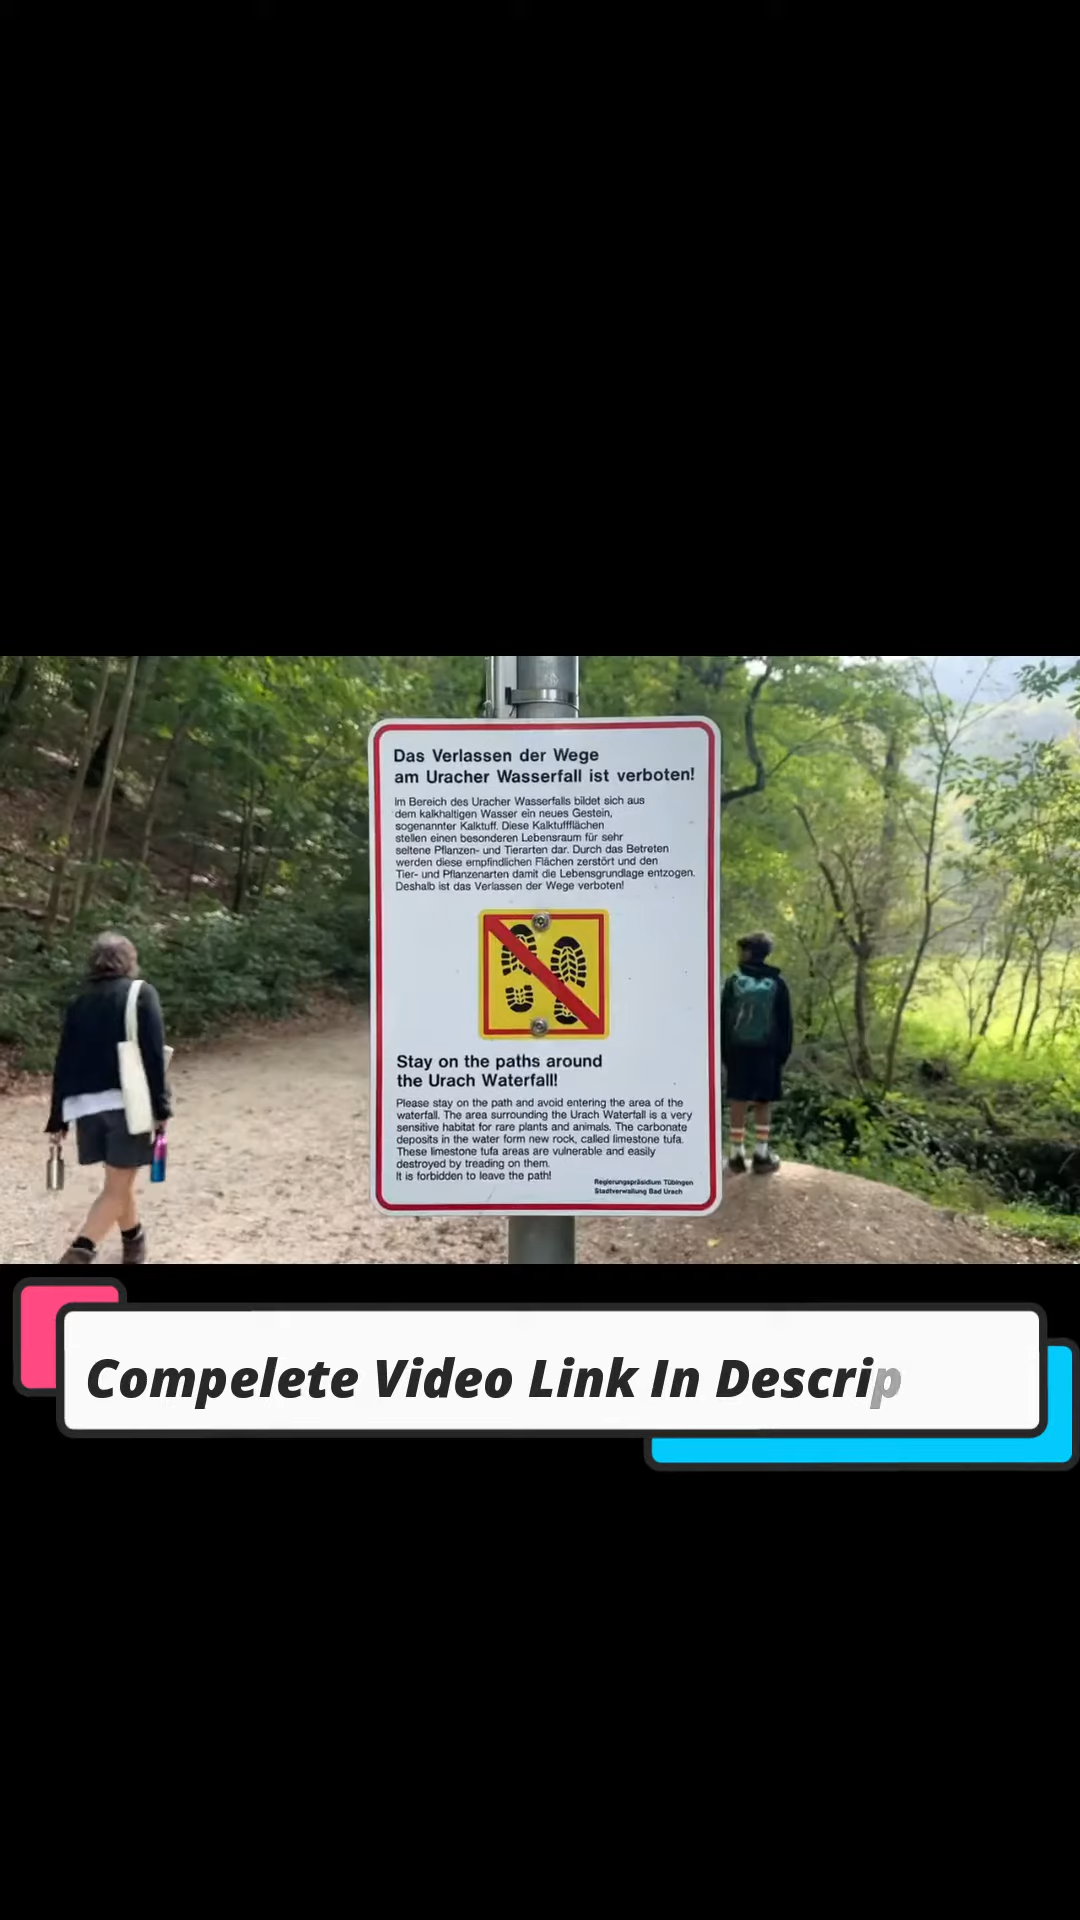 Das Verlassen der Wege
am Uracher Wasserfall ist verboten!
Im Bereich des Uracher Wasserfalls bildet sich aus
dem kalkhaltigen Wasser ein neues Gestein,
sogenannter Kalktuff. Diese Kalktuffflächen
stellen einen besonderen Lebensraum für sehr
seltene Pflanzen- und Tierarten dar. Durch das Betreten
werden diese empfindlichen Flächen zerstört und den
Tier- und Pflanzenarten damit die Lebensgrundlage entzogen.
Deshalb ist das Verlassen der Wege verboten!
Stay on the paths around
the Urach Waterfall!
Please stay on the path and avoid entering the area of the
waterfall. The area surrounding the Urach Waterfall is a very
sensitive habitat for rare plants and animals. The carbonate
deposits in the water form new rock, called limestone tufa.
These limestone tufa areas are vulnerable and easily
destroyed by treading on them.
It is forbidden to leave the path!
Regierungspräsidium Tübingen
Stadtverwaltung Bad Urach
Compelete Video Link In Descrip